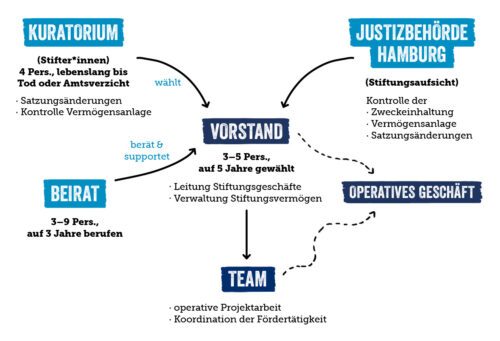 KURATORIUM
(Stifter*innen)
4 Pers., lebenslang bis
Tod oder Amtsverzicht
· Satzungsänderungen
· Kontrolle Vermögensanlage
wählt
JUSTIZBEHÖRDE
HAMBURG
(Stiftungsaufsicht)
Kontrolle der
· Zweckeinhaltung
· Vermögensanlage
· Satzungsänderungen
VORSTAND
3–5 Pers.,
auf 5 Jahre gewählt
· Leitung Stiftungsgeschäfte
· Verwaltung Stiftungsvermögen
berät &
supportet
BEIRAT
3–9 Pers.,
auf 3 Jahre berufen
OPERATIVES GESCHÄFT
TEAM
· operative Projektarbeit
· Koordination der Fördertätigkeit